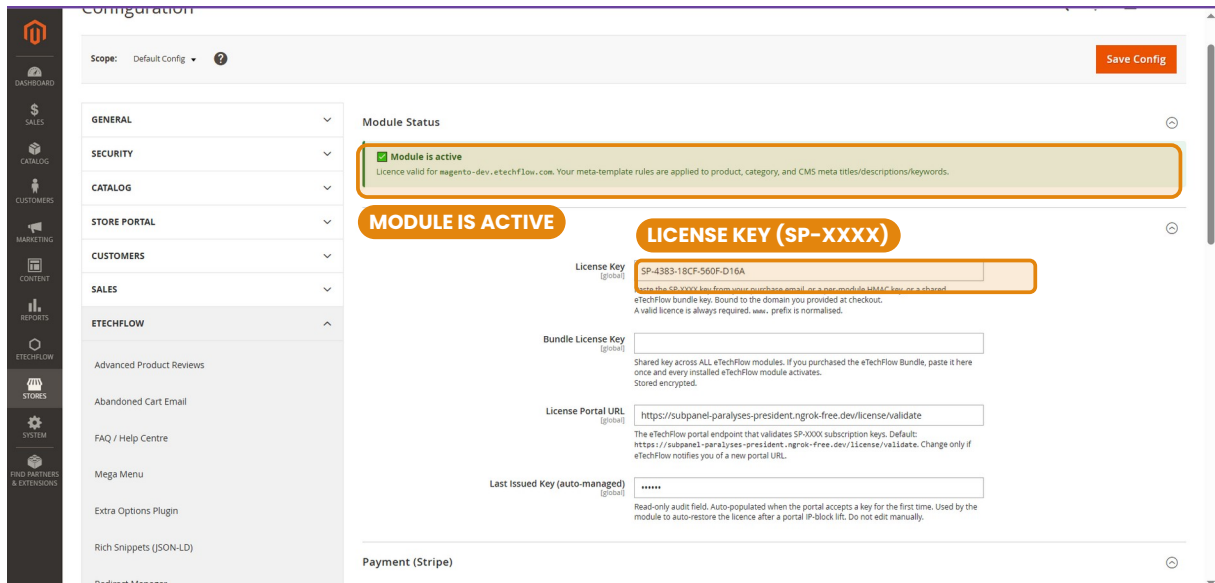 Configuration
Scope: Default Config
Save Config
DASHBOARD
SALES
CATALOG
CUSTOMERS
MARKETING
CONTENT
REPORTS
ETECHFLOW
STORES
SYSTEM
FIND PARTNERS
& EXTENSIONS
GENERAL
SECURITY
CATALOG
STORE PORTAL
CUSTOMERS
SALES
ETECHFLOW
Advanced Product Reviews
Abandoned Cart Email
FAQ / Help Centre
Mega Menu
Extra Options Plugin
Rich Snippets (JSON-LD)
Redirect Manager
Module Status
Module is active
Licence valid for magento-dev.etechflow.com. Your meta-template rules are applied to product, category, and CMS meta titles/descriptions/keywords.
MODULE IS ACTIVE
LICENSE KEY (SP-XXXX)
License Key
[global]
SP-4383-18CF-560F-D16A
Paste the SP-XXXX key from your purchase email, or a per-module HMAC key, or a shared
eTechFlow bundle key. Bound to the domain you provided at checkout.
A valid licence is always required. www. prefix is normalised.
Bundle License Key
[global]
Shared key across ALL eTechFlow modules. If you purchased the eTechFlow Bundle, paste it here
once and every installed eTechFlow module activates.
Stored encrypted.
License Portal URL
[global]
https://subpanel-paralyses-president.ngrok-free.dev/license/validate
The eTechFlow portal endpoint that validates SP-XXXX subscription keys. Default:
https://subpanel-paralyses-president.ngrok-free.dev/license/validate. Change only if
eTechFlow notifies you of a new portal URL.
Last Issued Key (auto-managed)
[global]
••••••
Read-only audit field. Auto-populated when the portal accepts a key for the first time. Used by the
module to auto-restore the licence after a portal IP-block lift. Do not edit manually.
Payment (Stripe)